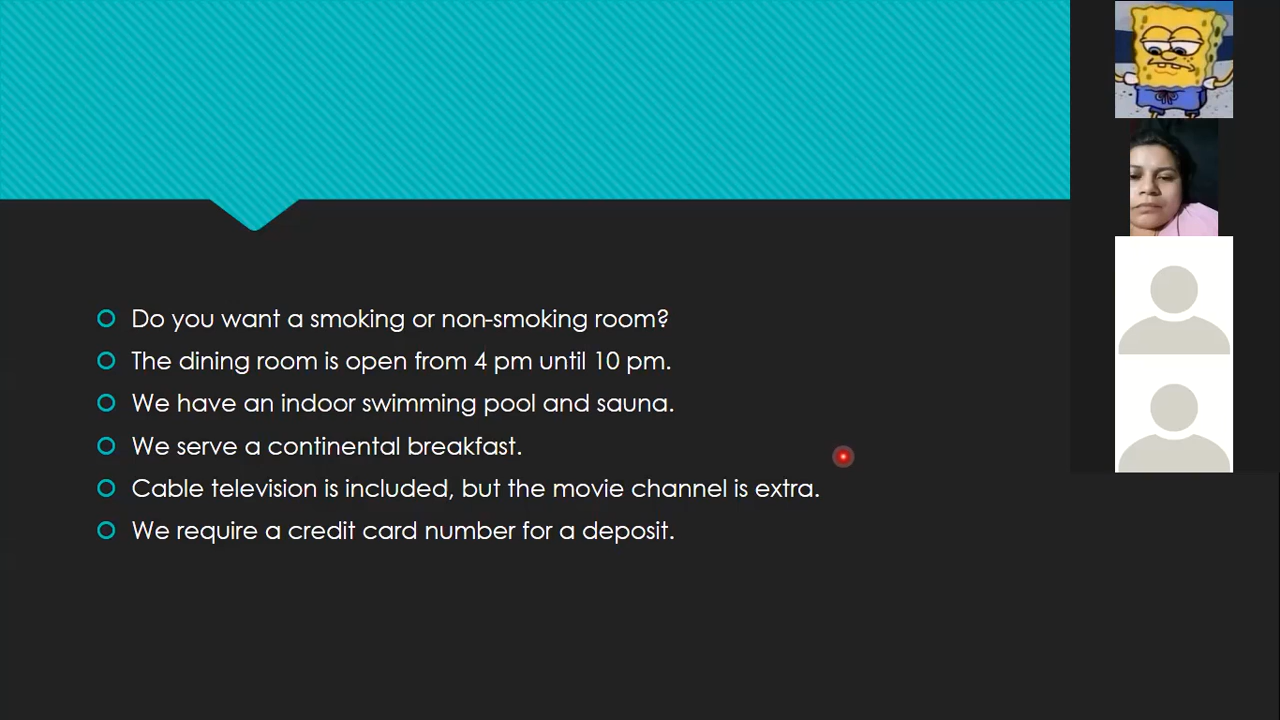 Do you want a smoking or non-smoking room?
The dining room is open from 4 pm until 10 pm.
We have an indoor swimming pool and sauna.
We serve a continental breakfast.
Cable television is included, but the movie channel is extra.
We require a credit card number for a deposit.